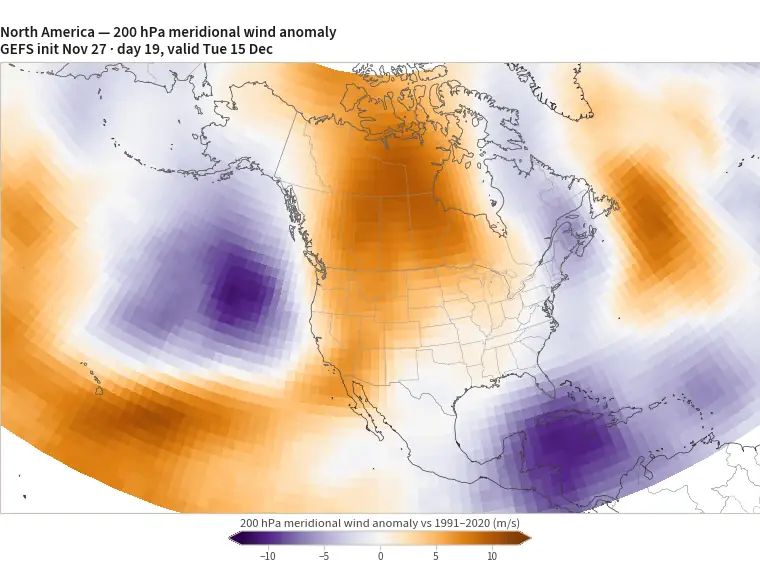 North America — 200 hPa meridional wind anomaly
GEFS init Nov 27 · day 19, valid Tue 15 Dec
200 hPa meridional wind anomaly vs 1991–2020 (m/s)
−10 −5 0 5 10